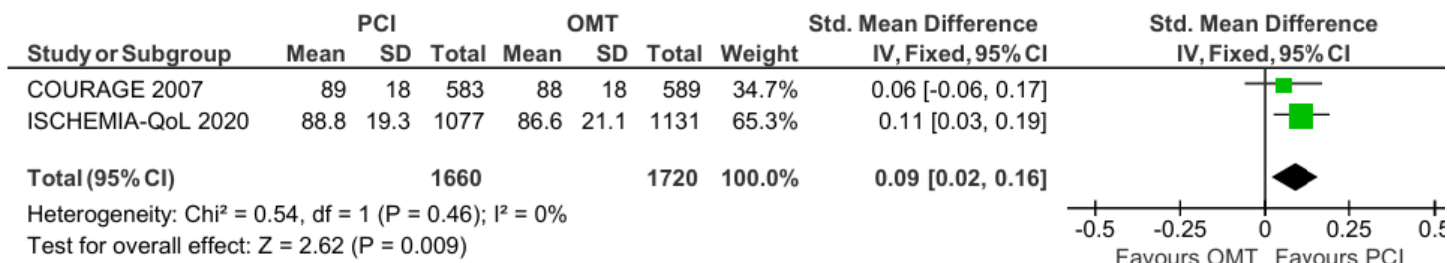 PCI OMT Std. Mean Difference Std. Mean Difference
Study or Subgroup Mean SD Total Mean SD Total Weight IV, Fixed, 95% CI IV, Fixed, 95% CI
COURAGE 2007 89 18 583 88 18 589 34.7% 0.06 [-0.06, 0.17]
ISCHEMIA-QoL 2020 88.8 19.3 1077 86.6 21.1 1131 65.3% 0.11 [0.03, 0.19]
Total (95% CI) 1660 1720 100.0% 0.09 [0.02, 0.16]
Heterogeneity: Chi² = 0.54, df = 1 (P = 0.46); I² = 0%
Test for overall effect: Z = 2.62 (P = 0.009)
-0.5 -0.25 0 0.25 0.5
Favours OMT Favours PCI